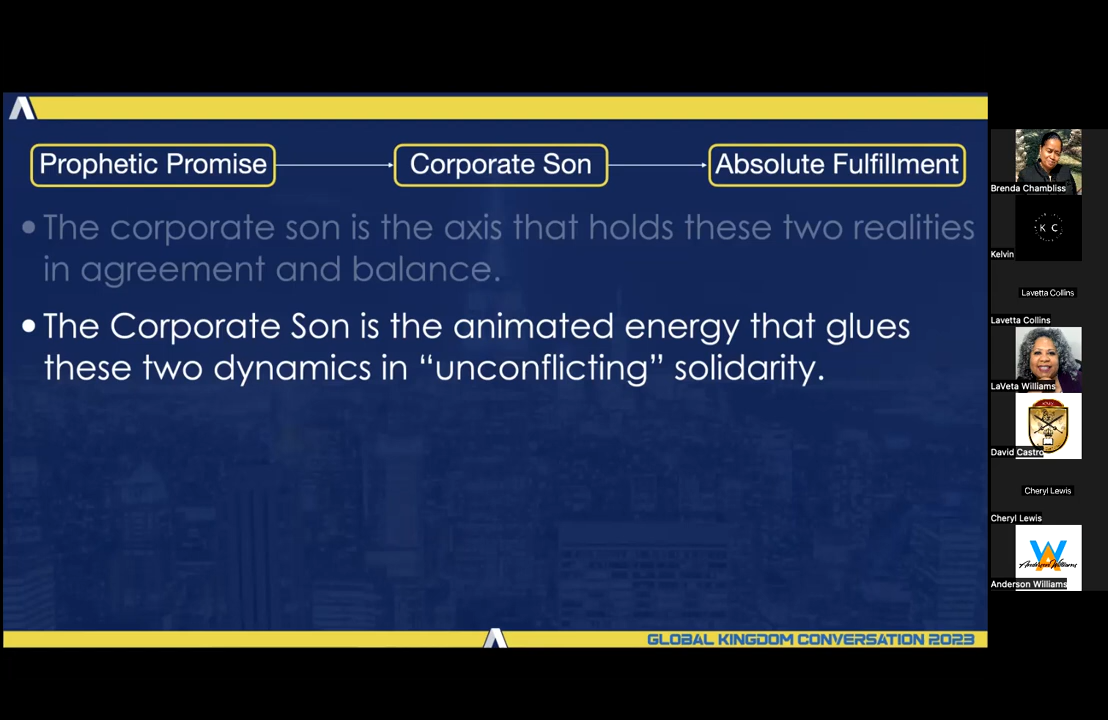 Prophetic Promise
Corporate Son
Absolute Fulfillment
•The corporate son is the axis that holds these two realities
in agreement and balance.
•The Corporate Son is the animated energy that glues
these two dynamics in “unconflicting” solidarity.
GLOBAL KINGDOM CONVERSATION 2023
Brenda Chambliss
K C
Kelvin
Lavetta Collins
Lavetta Collins
LaVeta Williams
David Castro
Cheryl Lewis
Cheryl Lewis
Anderson Williams
Anderson Williams